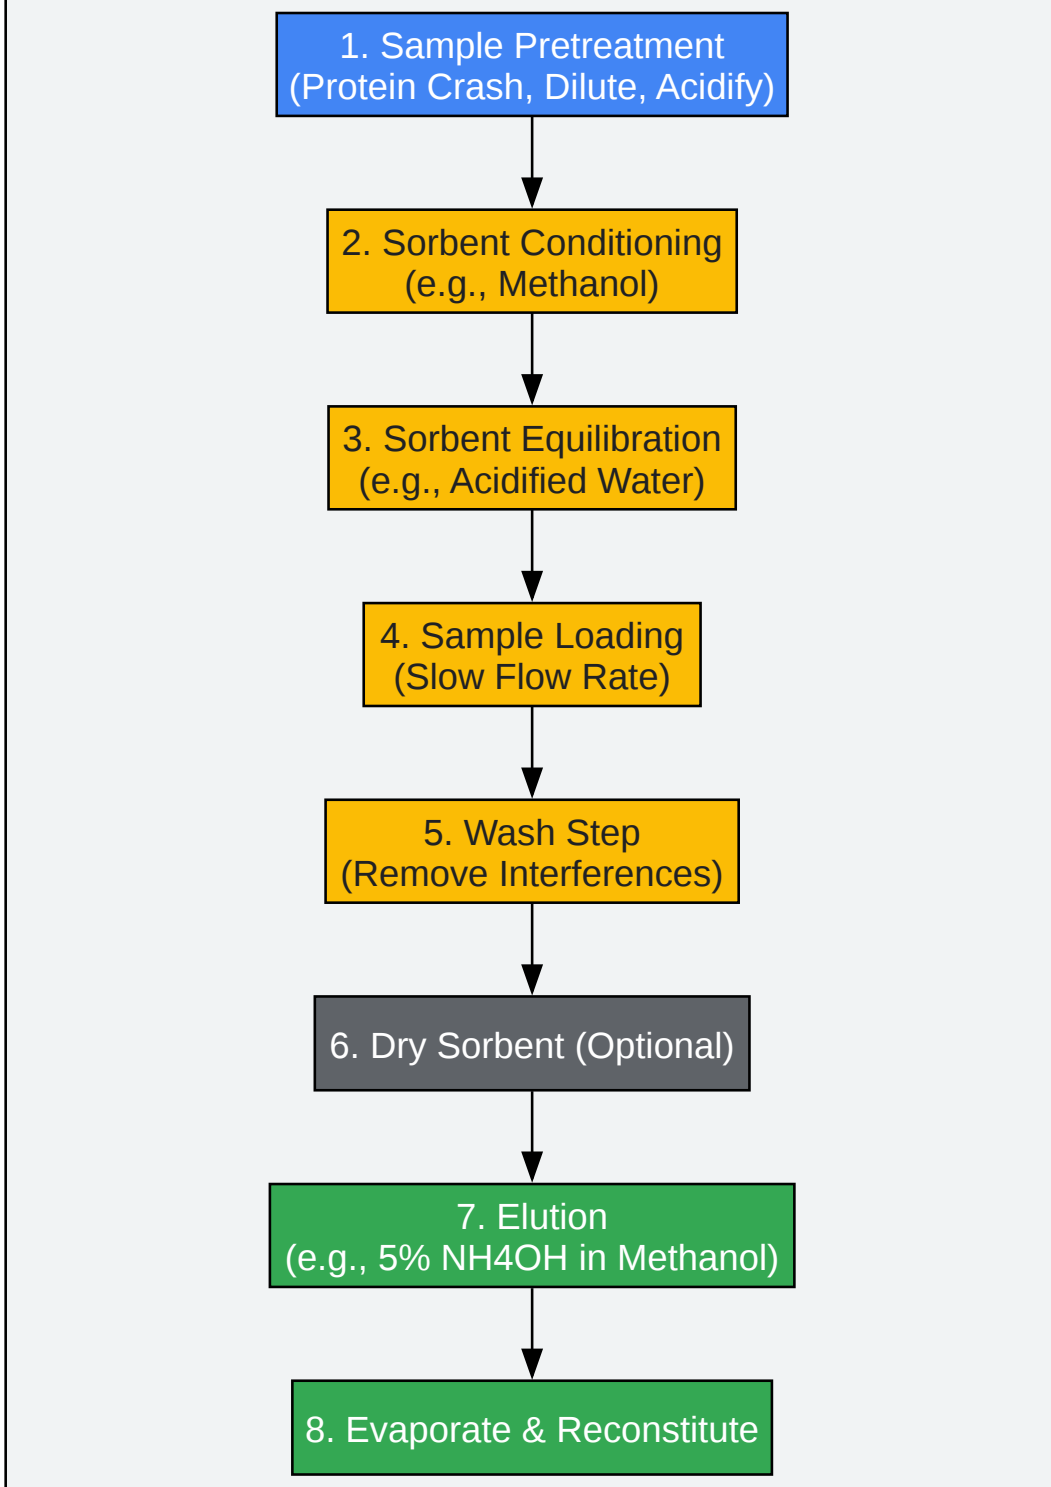 1. Sample Pretreatment
(Protein Crash, Dilute, Acidify)
2. Sorbent Conditioning
(e.g., Methanol)
3. Sorbent Equilibration
(e.g., Acidified Water)
4. Sample Loading
(Slow Flow Rate)
5. Wash Step
(Remove Interferences)
6. Dry Sorbent (Optional)
7. Elution
(e.g., 5% NH4OH in Methanol)
8. Evaporate & Reconstitute